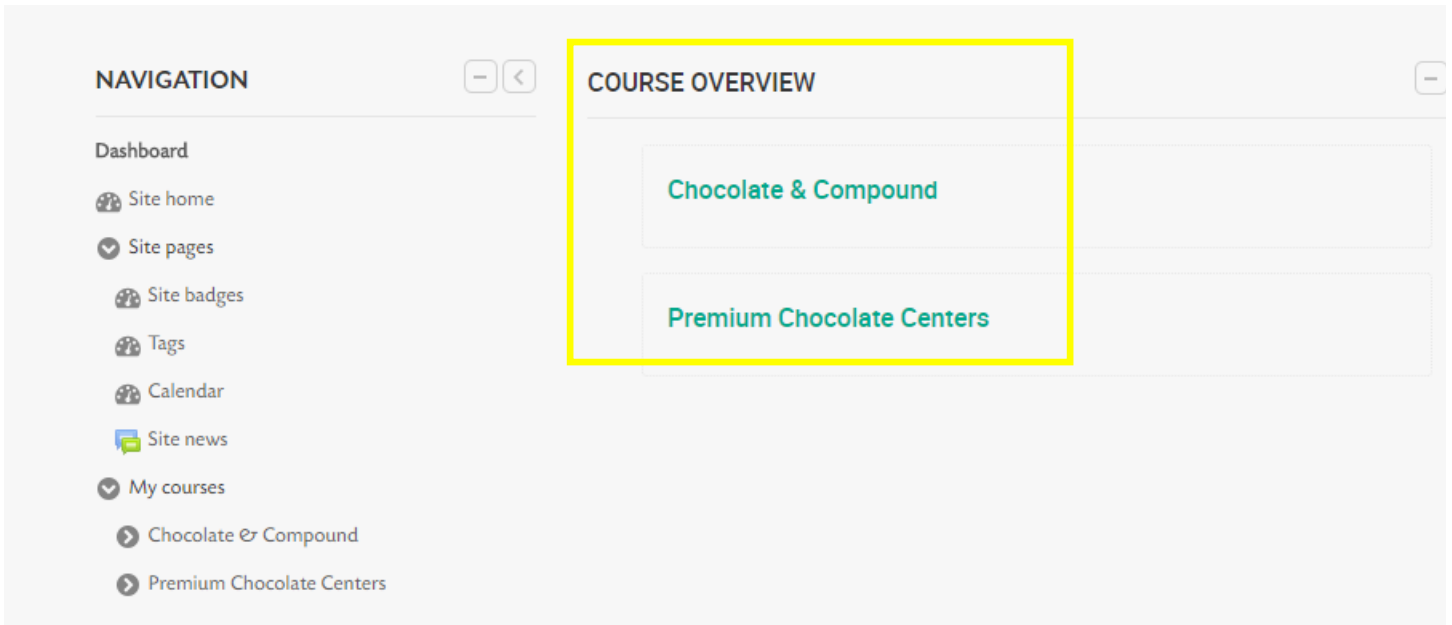 NAVIGATION
Dashboard
Site home
Site pages
Site badges
Tags
Calendar
Site news
My courses
Chocolate & Compound
Premium Chocolate Centers
COURSE OVERVIEW
Chocolate & Compound
Premium Chocolate Centers